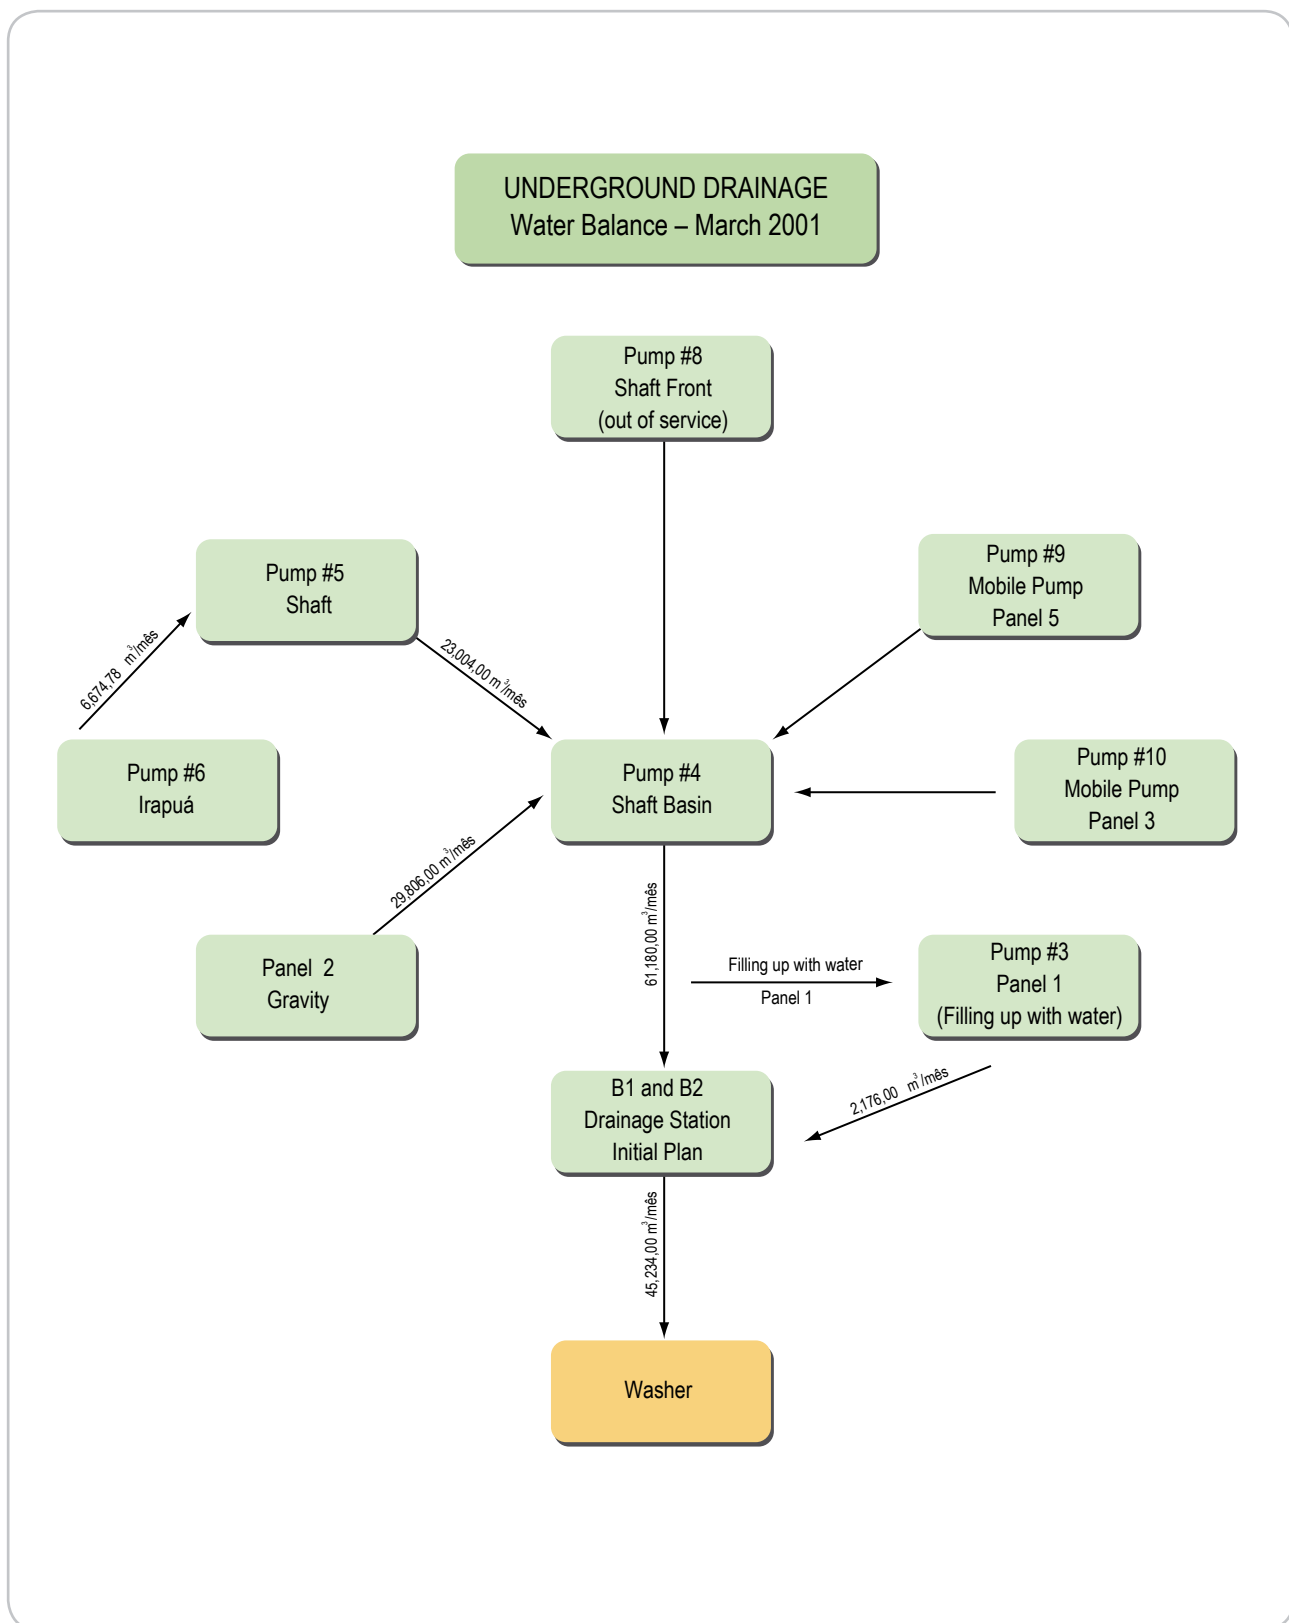 UNDERGROUND DRAINAGE
Water Balance – March 2001
Pump #8
Shaft Front
(out of service)
Pump #5
Shaft
Pump #9
Mobile Pump
Panel 5
6,674,78 m³/mês
23,004,00 m³/mês
Pump #6
Irapuá
Pump #4
Shaft Basin
Pump #10
Mobile Pump
Panel 3
29,806,00 m³/mês
61,180,00 m³/mês
Panel 2
Gravity
Filling up with water
Panel 1
Pump #3
Panel 1
(Filling up with water)
2,176,00 m³/mês
B1 and B2
Drainage Station
Initial Plan
45,234,00 m³/mês
Washer